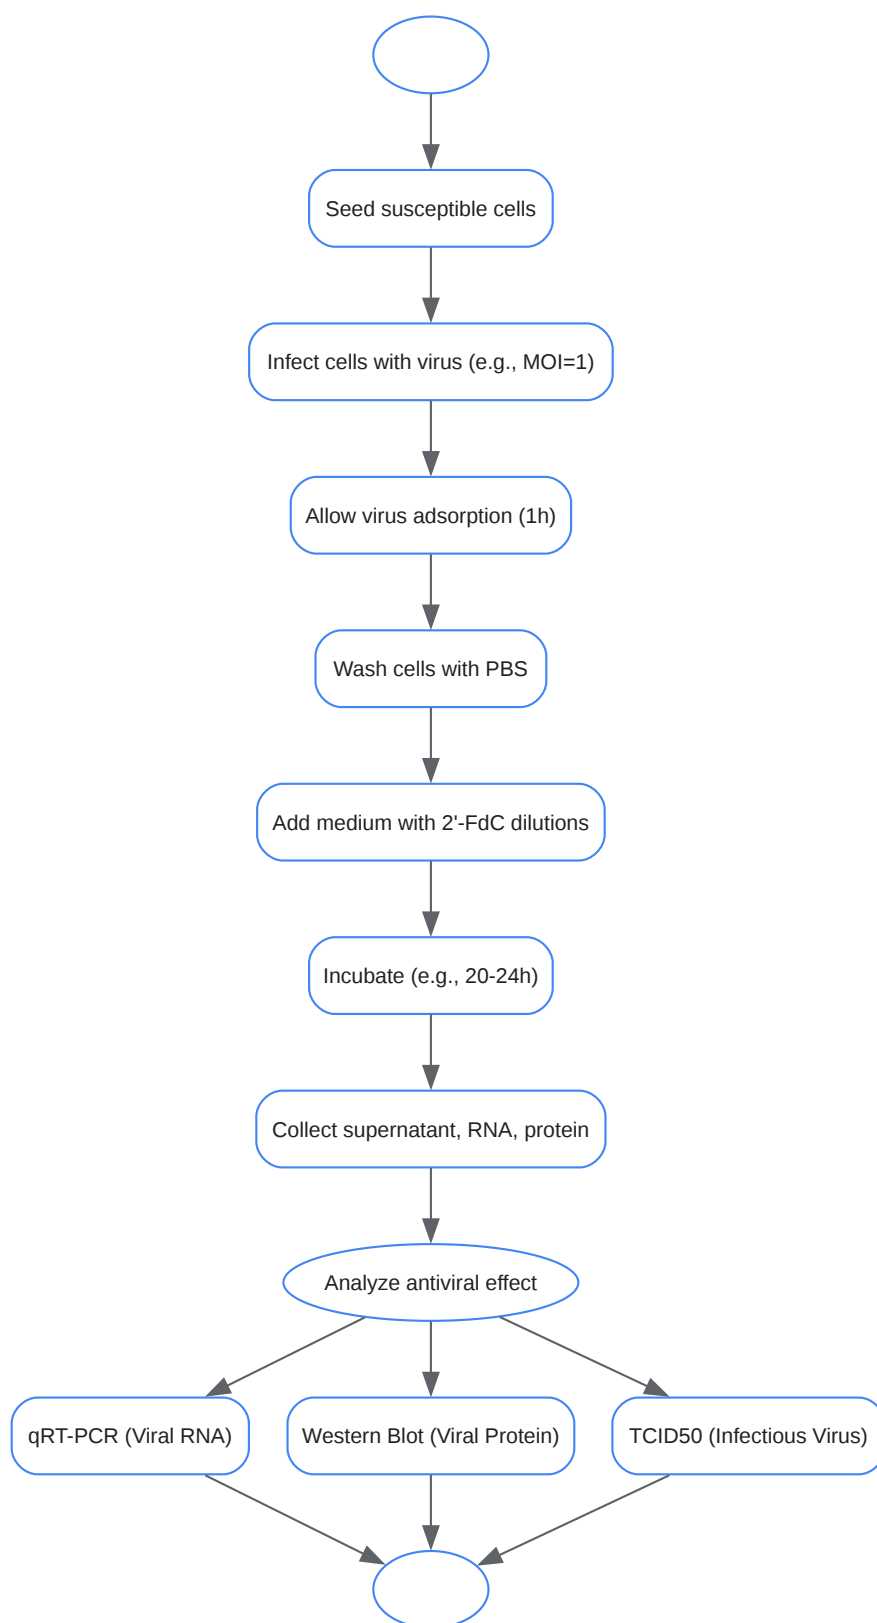 Seed susceptible cells
Infect cells with virus (e.g., MOI=1)
Allow virus adsorption (1h)
Wash cells with PBS
Add medium with 2'-FdC dilutions
Incubate (e.g., 20-24h)
Collect supernatant, RNA, protein
Analyze antiviral effect
qRT-PCR (Viral RNA)
Western Blot (Viral Protein)
TCID50 (Infectious Virus)